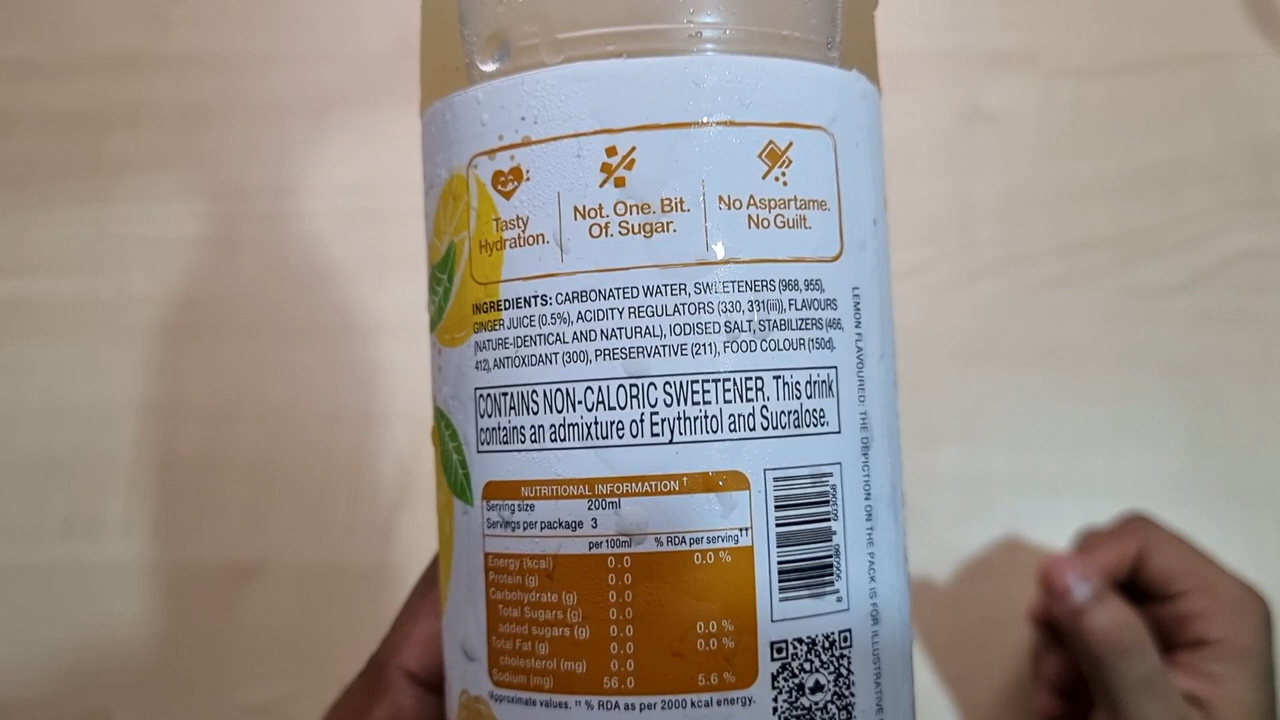 Tasty
Hydration.
Not. One. Bit.
Of. Sugar.
No Aspartame.
No Guilt.
INGREDIENTS: CARBONATED WATER, SWEETENERS (968, 955),
GINGER JUICE (0.5%), ACIDITY REGULATORS (330, 331(iii)), FLAVOURS
(NATURE-IDENTICAL AND NATURAL), IODISED SALT, STABILIZERS (466,
412), ANTIOXIDANT (300), PRESERVATIVE (211), FOOD COLOUR (150d).
CONTAINS NON-CALORIC SWEETENER. This drink
contains an admixture of Erythritol and Sucralose.
NUTRITIONAL INFORMATION †
Serving size 200ml
Servings per package 3
per 100ml % RDA per serving††
Energy (kcal) 0.0 0.0 %
Protein (g) 0.0
Carbohydrate (g) 0.0
Total Sugars (g) 0.0
added sugars (g) 0.0 0.0 %
Total Fat (g) 0.0 0.0 %
cholesterol (mg) 0.0
Sodium (mg) 56.0 5.6 %
†Approximate values. †† % RDA as per 2000 kcal energy.
8 906080 603068
LEMON FLAVOURED: THE DEPICTION ON THE PACK IS FOR ILLUSTRATIVE